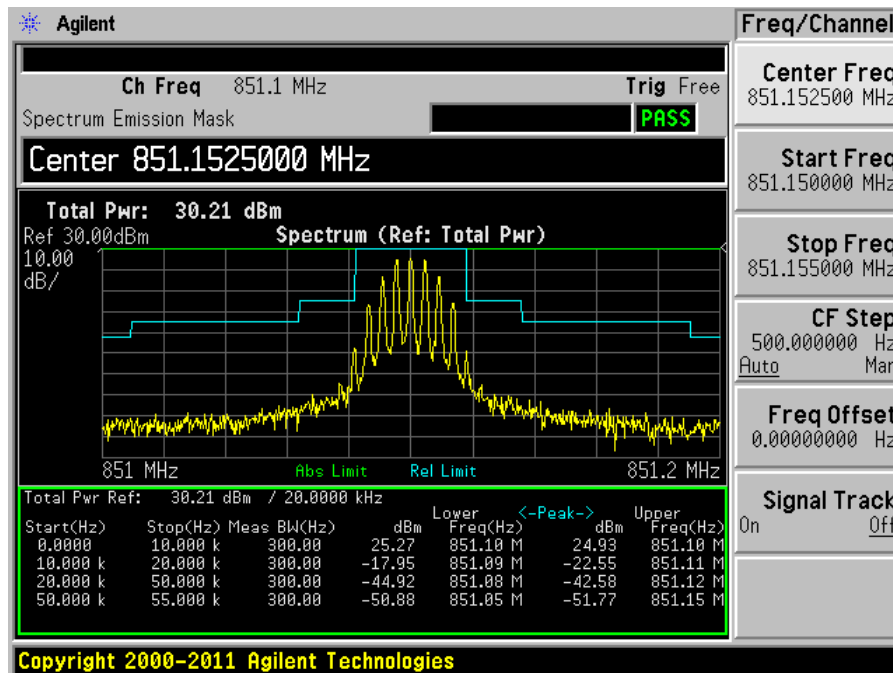 Agilent
Freq/Channel
Ch Freq 851.1 MHz Trig Free
Spectrum Emission Mask PASS
Center 851.1525000 MHz
Total Pwr: 30.21 dBm
Ref 30.00dBm Spectrum (Ref: Total Pwr)
10.00
dB/
851 MHz Abs Limit Rel Limit 851.2 MHz
Total Pwr Ref: 30.21 dBm / 20.0000 kHz
Lower <-Peak-> Upper
Start(Hz) Stop(Hz) Meas BW(Hz) dBm Freq(Hz) dBm Freq(Hz)
0.0000 10.000 k 300.00 25.27 851.10 M 24.93 851.10 M
10.000 k 20.000 k 300.00 -17.95 851.09 M -22.55 851.11 M
20.000 k 50.000 k 300.00 -44.92 851.08 M -42.58 851.12 M
50.000 k 55.000 k 300.00 -50.88 851.05 M -51.77 851.15 M
Center Freq
851.152500 MHz
Start Freq
851.150000 MHz
Stop Freq
851.155000 MHz
CF Step
500.000000 Hz
Auto Man
Freq Offset
0.00000000 Hz
Signal Track
On Off
Copyright 2000-2011 Agilent Technologies